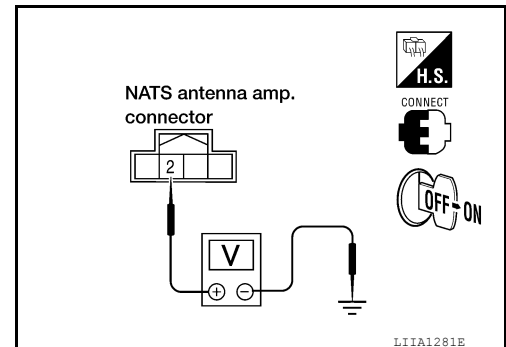 NATS antenna amp.
connector
H.S.
CONNECT
2
OFF
ON
V
+ −
LIIA1281E